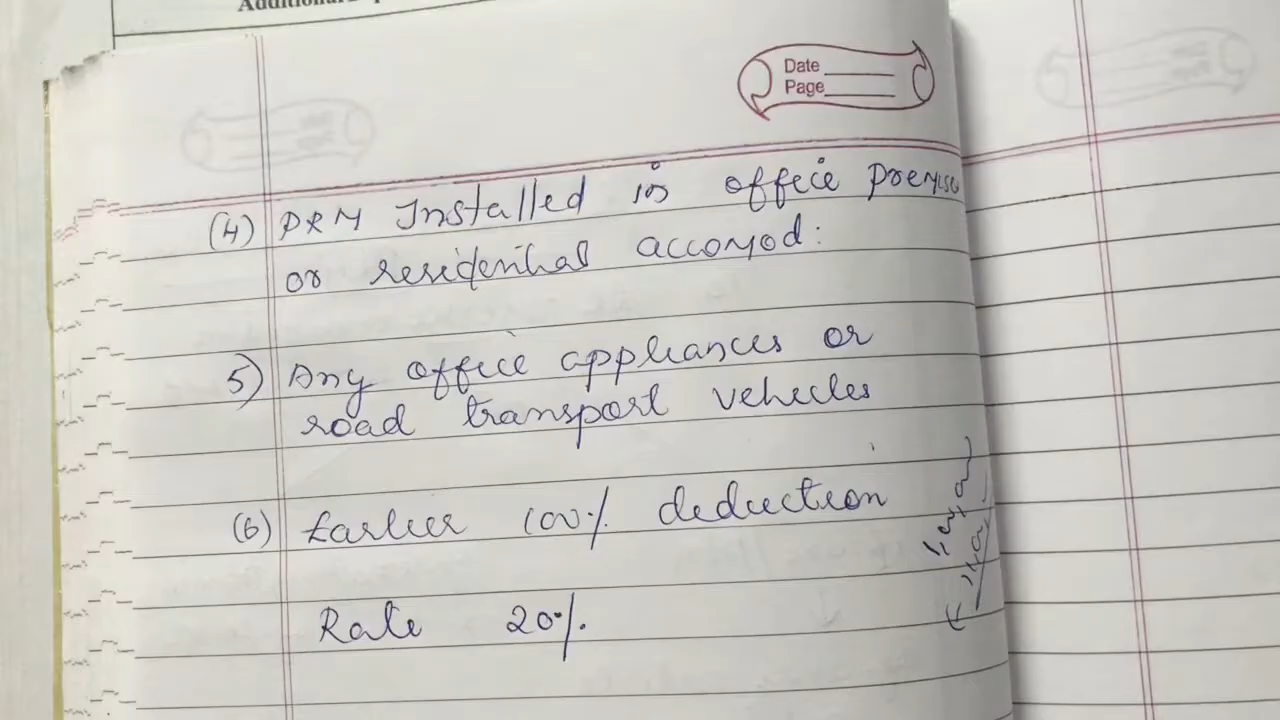 Date
Page
(4) P&M Installed in office premise
or residential accomod:
5) Any office appliances or
road transport vehicles
(6) Earlier 100% deduction
Rate 20%.